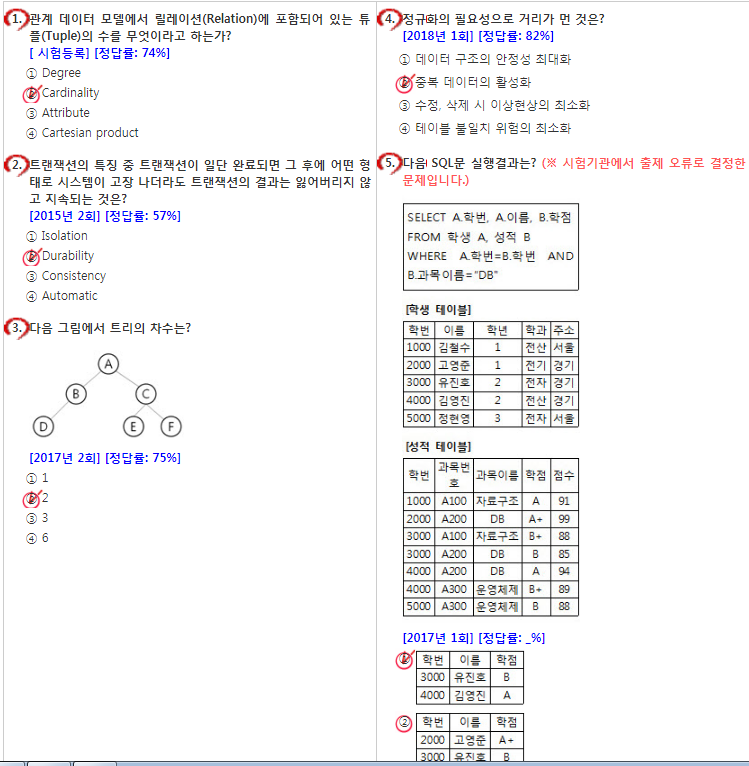 1. 관계 데이터 모델에서 릴레이션(Relation)에 포함되어 있는 튜
플(Tuple)의 수를 무엇이라고 하는가?
[ 시험등록] [정답률: 74%]
① Degree
② Cardinality
③ Attribute
④ Cartesian product
2. 트랜잭션의 특징 중 트랜잭션이 일단 완료되면 그 후에 어떤 형
태로 시스템이 고장 나더라도 트랜잭션의 결과는 잃어버리지 않
고 지속되는 것은?
[2015년 2회] [정답률: 57%]
① Isolation
② Durability
③ Consistency
④ Automatic
3. 다음 그림에서 트리의 차수는?
A
B C
D E F
[2017년 2회] [정답률: 75%]
① 1
② 2
③ 3
④ 6
4. 정규화의 필요성으로 거리가 먼 것은?
[2018년 1회] [정답률: 82%]
① 데이터 구조의 안정성 최대화
② 중복 데이터의 활성화
③ 수정, 삭제 시 이상현상의 최소화
④ 테이블 불일치 위험의 최소화
5. 다음 SQL문 실행결과는? (※ 시험기관에서 출제 오류로 결정한
문제입니다.)
SELECT A.학번, A.이름, B.학점
FROM 학생 A, 성적 B
WHERE A.학번=B.학번 AND
B.과목이름="DB"
[학생 테이블]
학번 이름 학년 학과 주소
1000 김철수 1 전산 서울
2000 고영준 1 전기 경기
3000 유진호 2 전자 경기
4000 김영진 2 전산 경기
5000 정현영 3 전자 서울
[성적 테이블]
학번 과목번호 과목이름 학점 점수
1000 A100 자료구조 A 91
2000 A200 DB A+ 99
3000 A100 자료구조 B+ 88
3000 A200 DB B 85
4000 A200 DB A 94
4000 A300 운영체제 B+ 89
5000 A300 운영체제 B 88
[2017년 1회] [정답률: _%]
① 학번 이름 학점
3000 유진호 B
4000 김영진 A
② 학번 이름 학점
2000 고영준 A+
3000 유진호 B